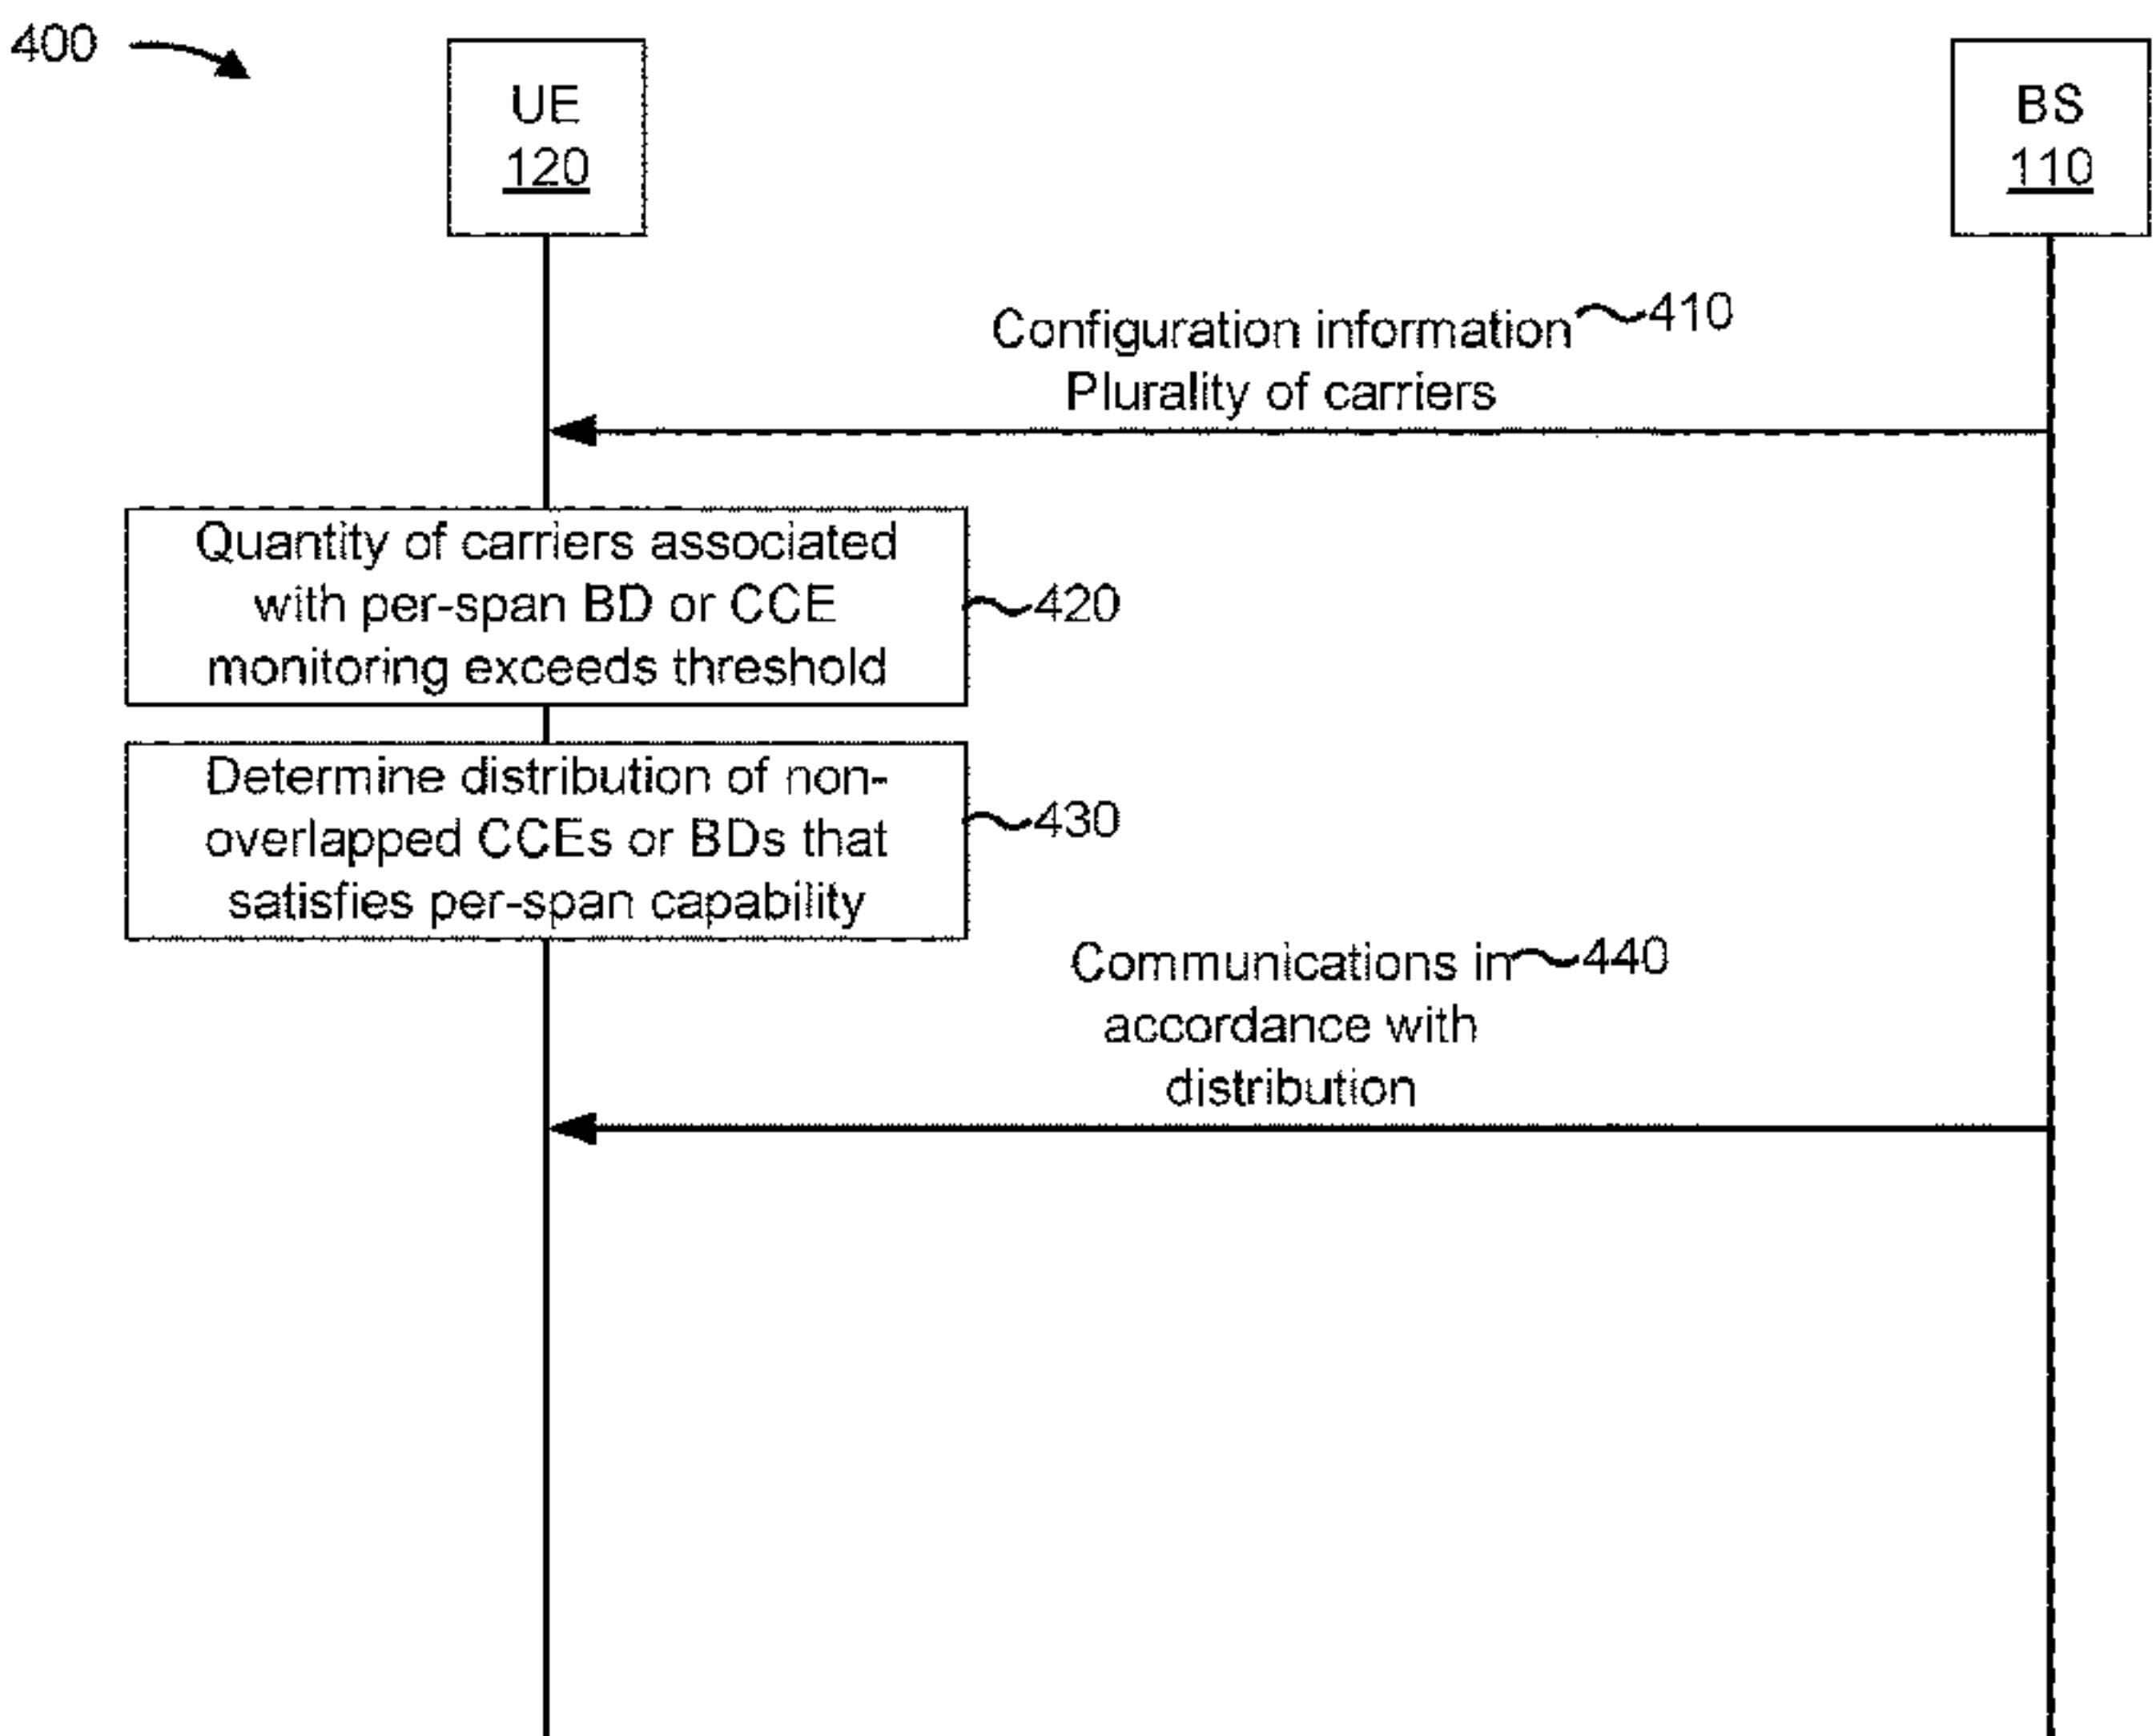 400
UE
120
BS
110
Configuration information 410
Plurality of carriers
Quantity of carriers associated
with per-span BD or CCE
monitoring exceeds threshold
420
Determine distribution of non-
overlapped CCEs or BDs that
satisfies per-span capability
430
Communications in 440
accordance with
distribution